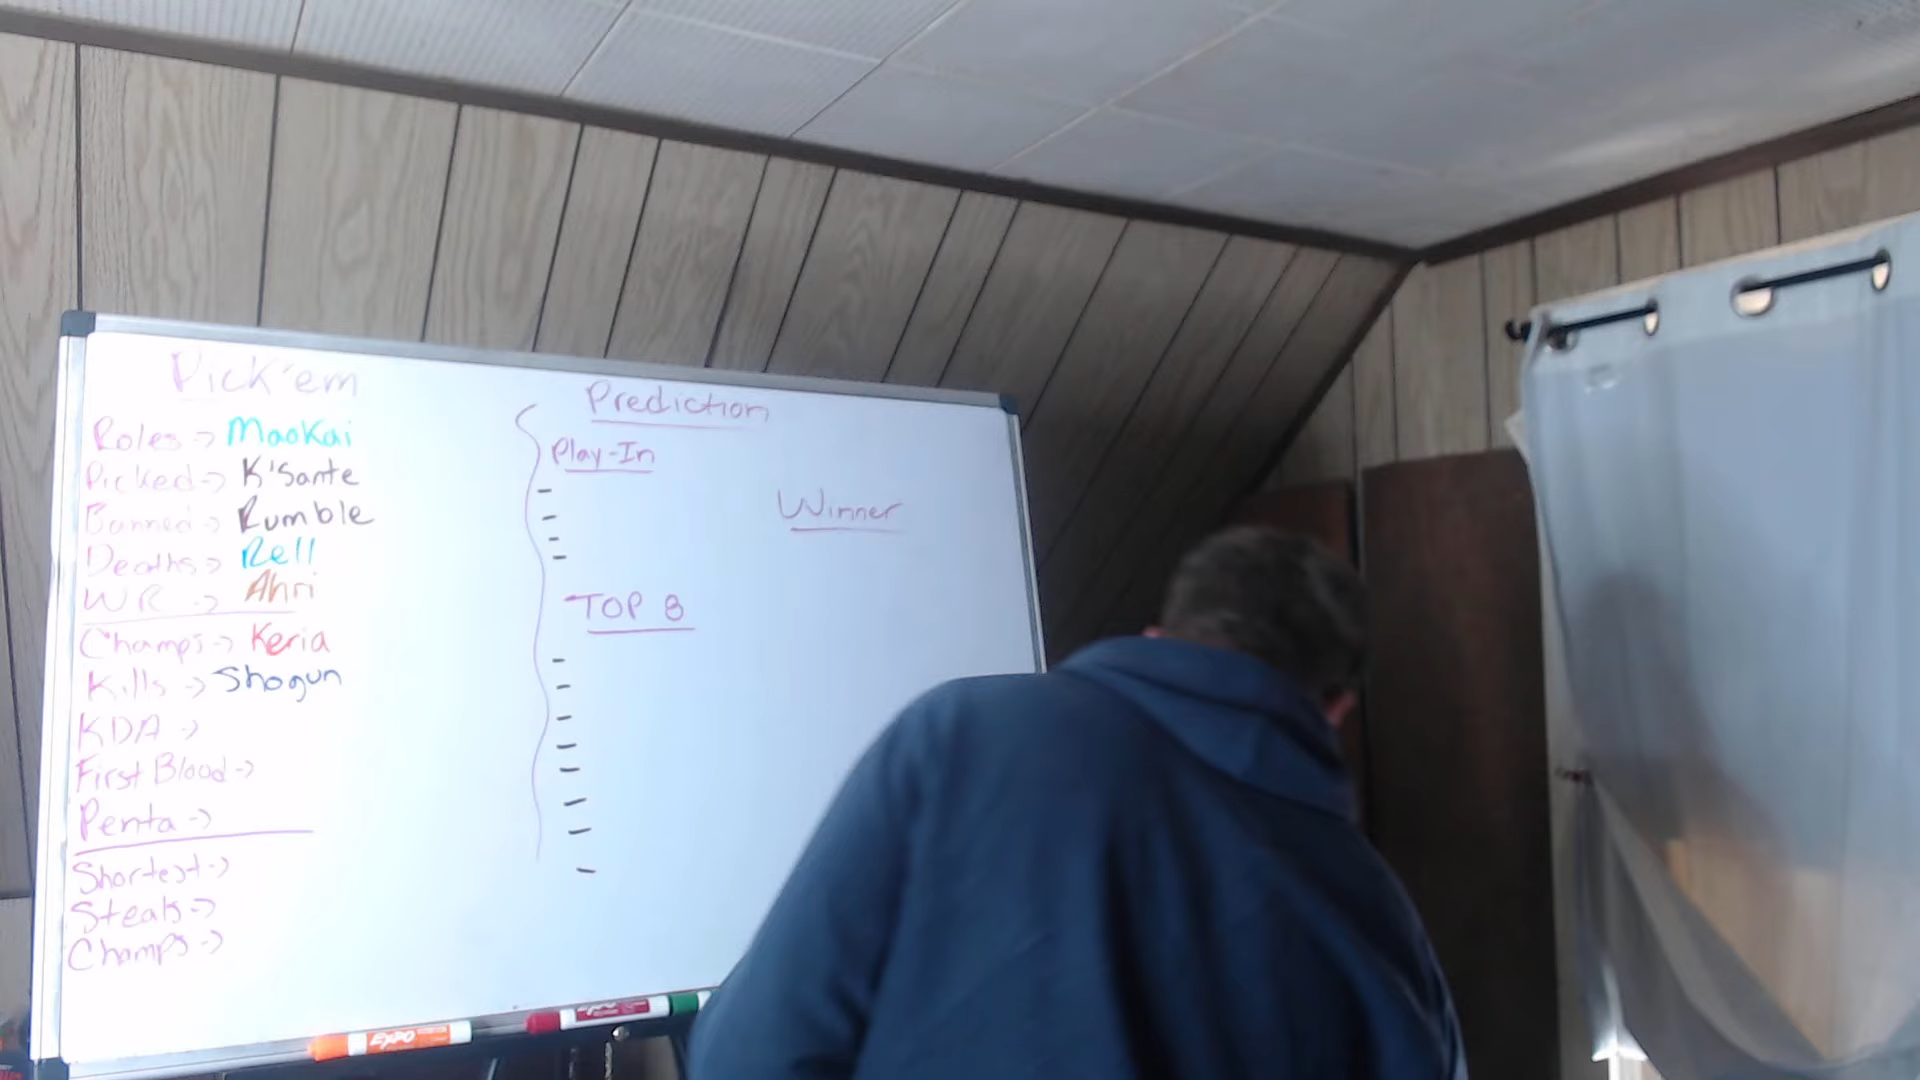 Pick'em
Roles -> Maokai
Picked -> K'Sante
Banned -> Rumble
Deaths -> Rell
WR -> Ahri
Champs -> Keria
Kills -> Shogun
KDA ->
First Blood ->
Penta ->
Shortest ->
Steals ->
Champs ->
Prediction
Play-In
-
-
-
-
TOP 8
-
-
-
-
-
-
-
-
Winner
EXPO